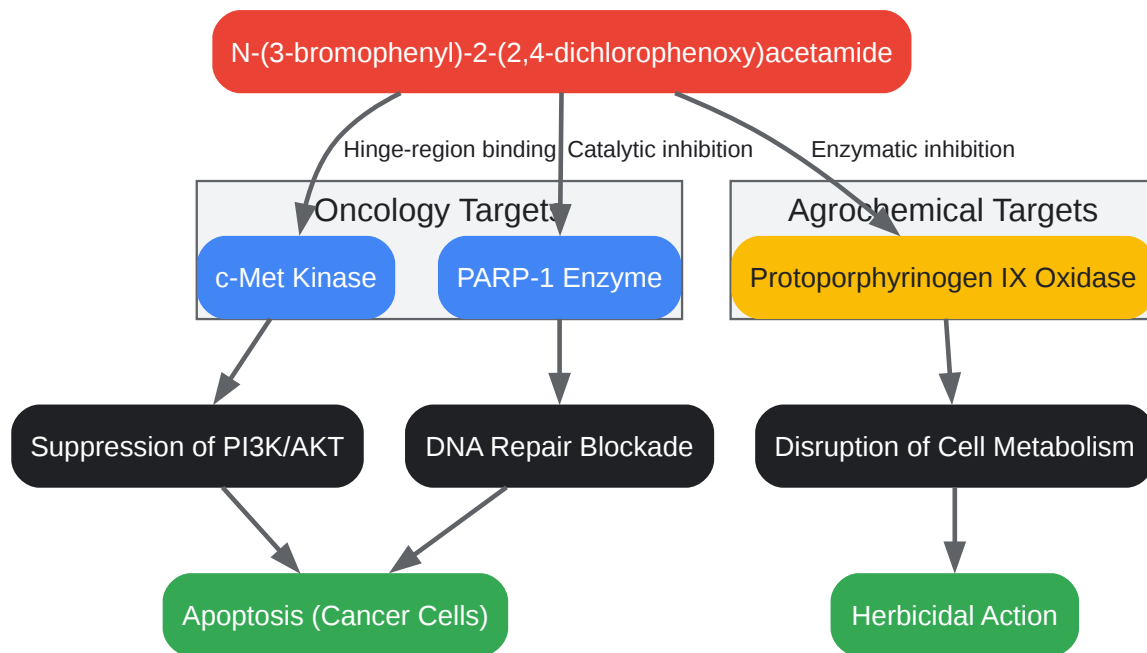 N-(3-bromophenyl)-2-(2,4-dichlorophenoxy)acetamide
Hinge-region binding
Catalytic inhibition
Enzymatic inhibition
Oncology Targets
Agrochemical Targets
c-Met Kinase
PARP-1 Enzyme
Protoporphyrinogen IX Oxidase
Suppression of PI3K/AKT
DNA Repair Blockade
Disruption of Cell Metabolism
Apoptosis (Cancer Cells)
Herbicidal Action